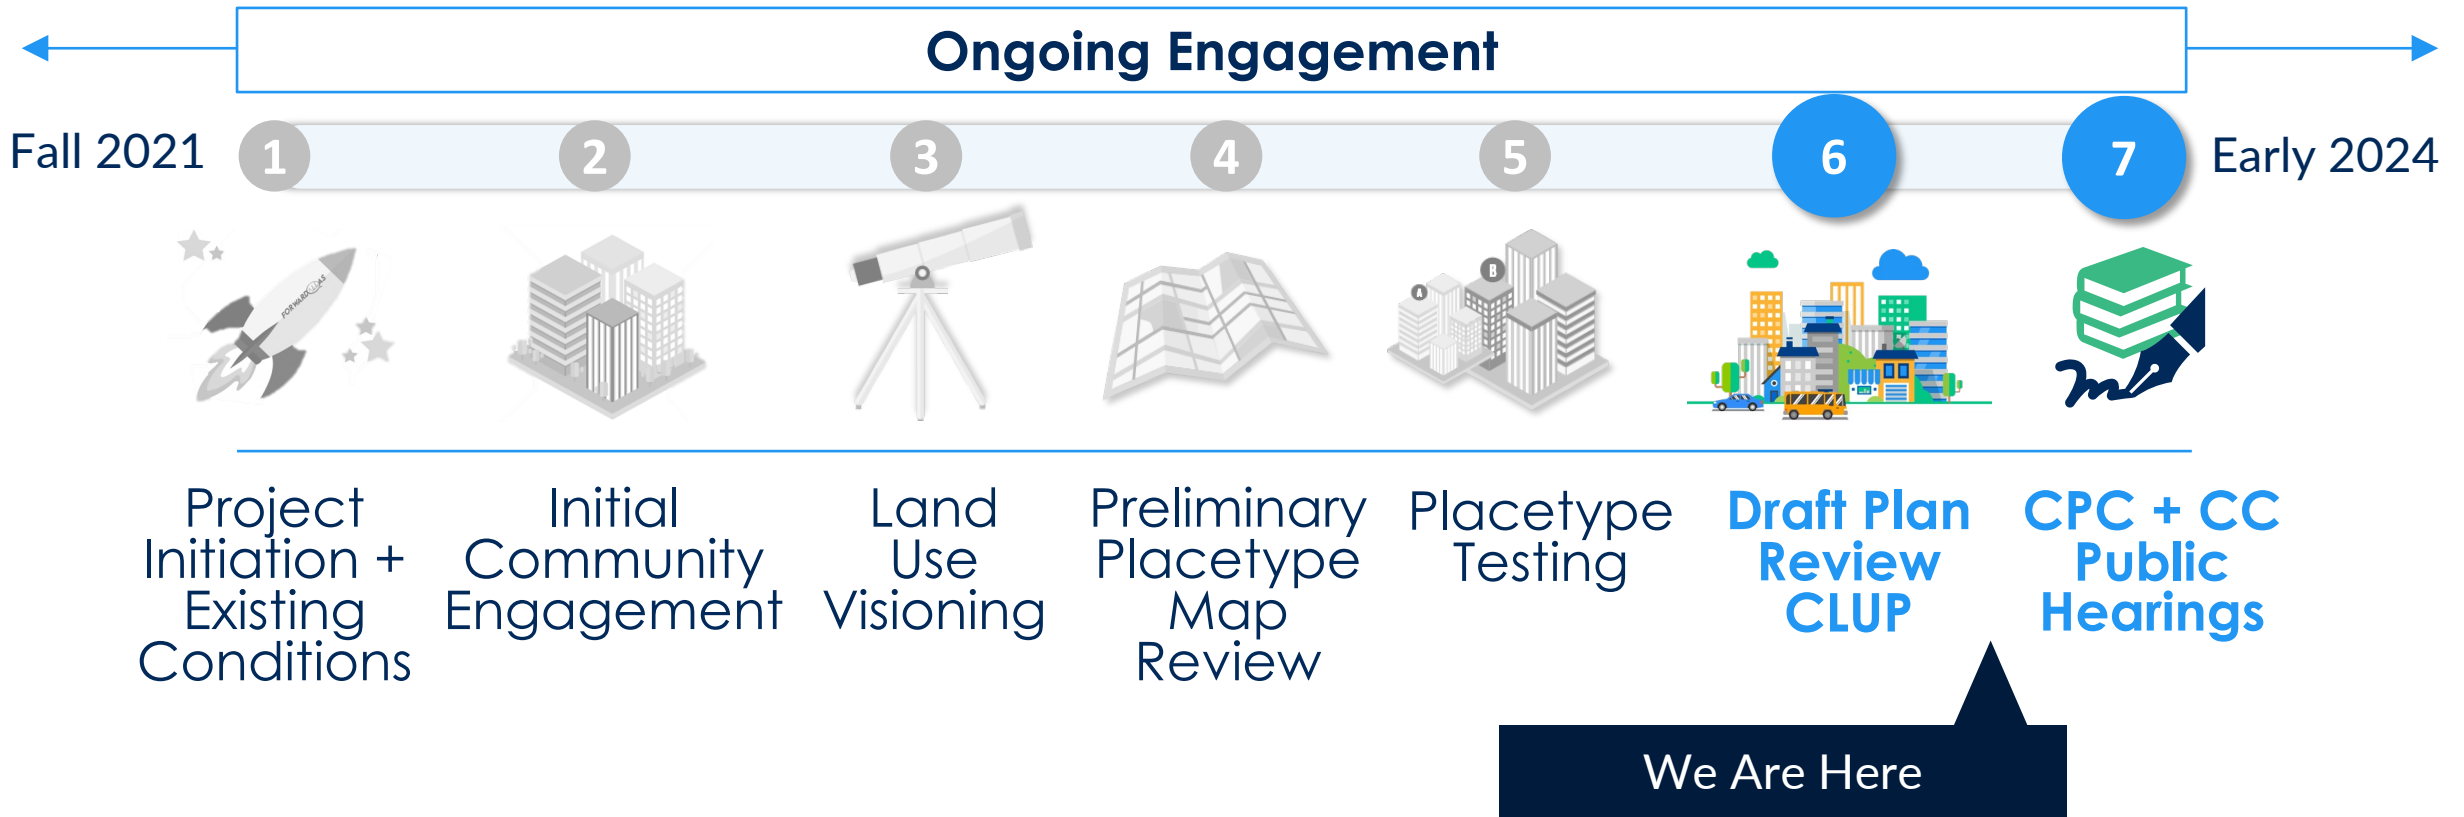 Ongoing Engagement
Fall 2021
1
2
3
4
5
6
7
Early 2024
A
B
Project
Initiation +
Existing
Conditions
Initial
Community
Engagement
Land
Use
Visioning
Preliminary
Placetype
Map
Review
Placetype
Testing
Draft Plan
Review
CLUP
CPC + CC
Public
Hearings
We Are Here